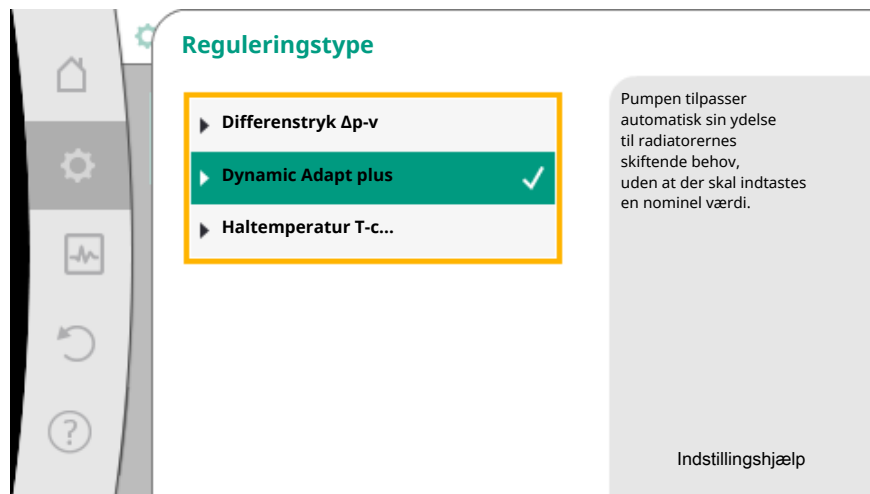 Reguleringstype
Differenstryk Δp-v
Dynamic Adapt plus
Haltemperatur T-c...
Pumpen tilpasser
automatisk sin ydelse
til radiatorernes
skiftende behov,
uden at der skal indtastes
en nominel værdi.
Indstillingshjælp